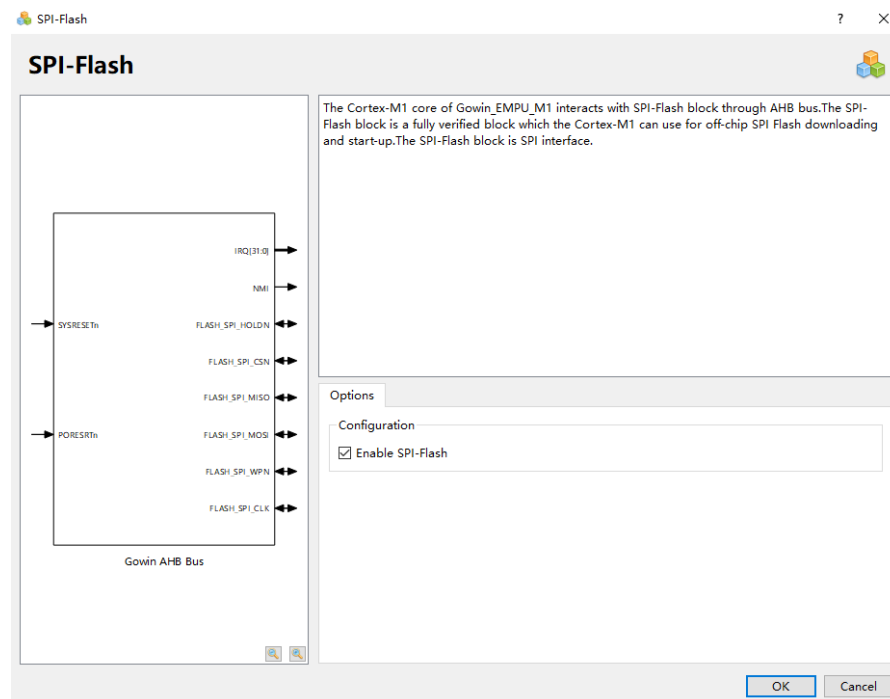 SPI-Flash
?
SPI-Flash
The Cortex-M1 core of Gowin_EMPU_M1 interacts with SPI-Flash block through AHB bus.The SPI-
Flash block is a fully verified block which the Cortex-M1 can use for off-chip SPI Flash downloading
and start-up.The SPI-Flash block is SPI interface.
IRQ[31:0]
NMI
SYSRESETn
FLASH_SPI_HOLDN
FLASH_SPI_CSN
FLASH_SPI_MISO
PORESRTn
FLASH_SPI_MOSI
FLASH_SPI_WPN
FLASH_SPI_CLK
Gowin AHB Bus
Options
Configuration
Enable SPI-Flash
OK
Cancel